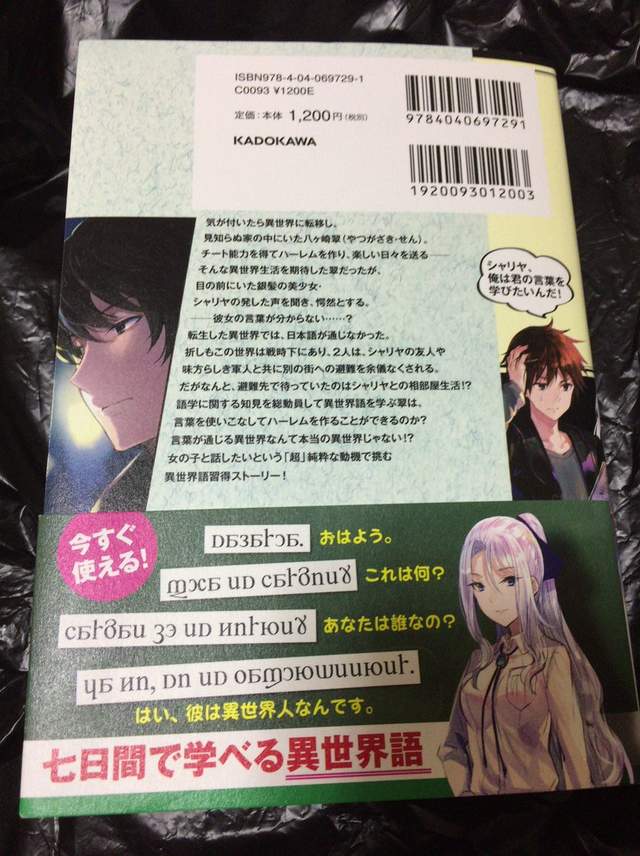 ISBN978-4-04-069729-1
C0093 ¥1200E
定価：本体 1,200円（税別）
KADOKAWA
9784040697291
1920093012003
気が付いたら異世界に転移し、
見知らぬ家の中にいた八ヶ崎翠（やつがざき・せん）。
チート能力を得てハーレムを作り、楽しい日々を送る――
そんな異世界生活を期待した翠だったが、
目の前にいた銀髪の美少女・
シャリヤの発した声を聞き、愕然とする。
――彼女の言葉が分からない……？
転生した異世界では、日本語が通じなかった。
折しもこの世界は戦時下にあり、2人は、シャリヤの友人や
味方らしき軍人と共に別の街への避難を余儀なくされる。
だがなんと、避難先で待っていたのはシャリヤとの相部屋生活！？
語学に関する知見を総動員して異世界語を学ぶ翠は、
言葉を使いこなしてハーレムを作ることができるのか？
言葉が通じる異世界なんて本当の異世界じゃない！？
女の子と話したいという「超」純粋な動機で挑む
異世界語習得ストーリー！
シャリヤ、
俺は君の言葉を
学びたいんだ！
今すぐ
使える！
おはよう。
これは何？
あなたは誰なの？
はい、彼は異世界人なんです。
七日間で学べる異世界語